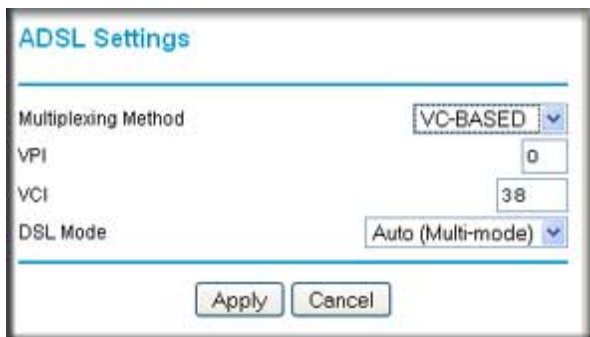 ADSL Settings
Multiplexing Method VC-BASED
VPI 0
VCI 38
DSL Mode Auto (Multi-mode)
Apply Cancel